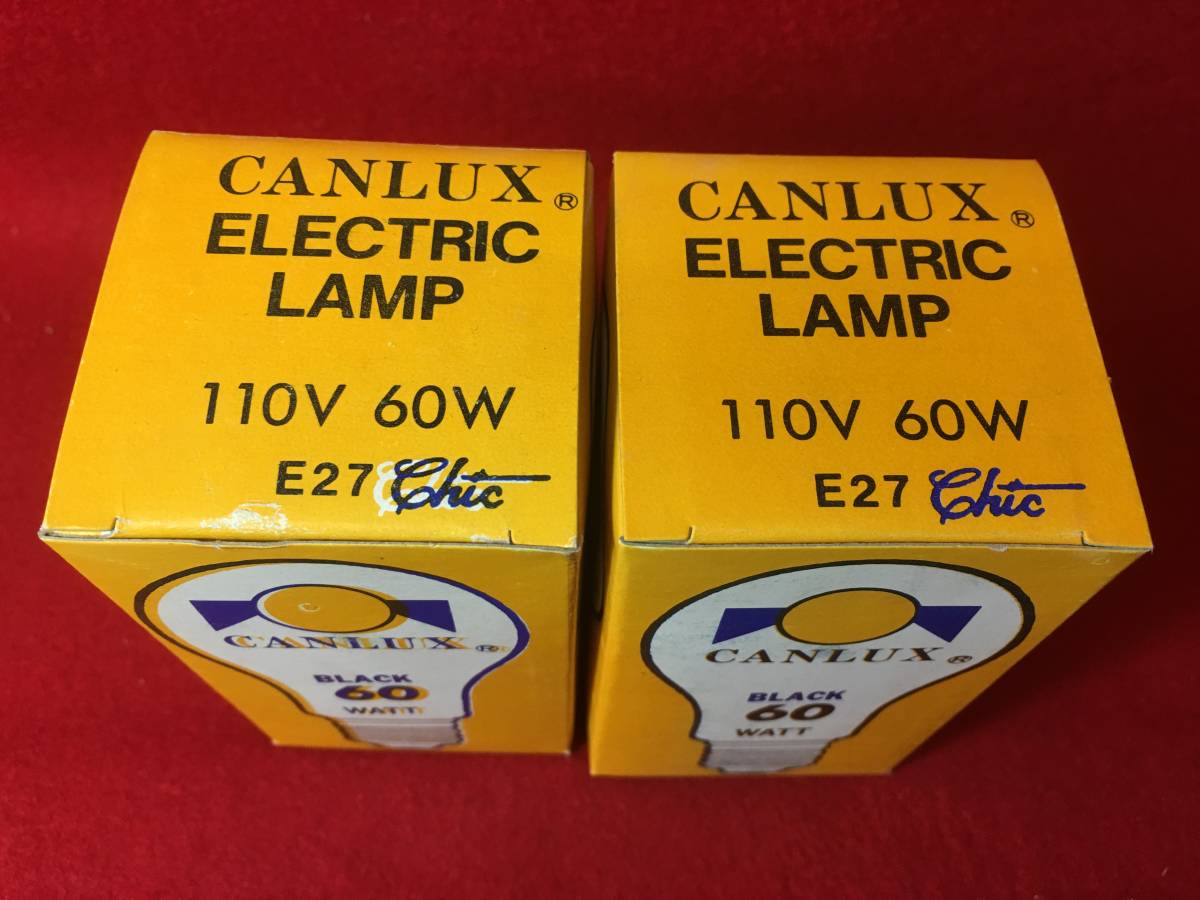 CANLUX®
ELECTRIC
LAMP
110V 60W
E27 Chic
CANLUX®
BLACK
60
WATT
CANLUX®
ELECTRIC
LAMP
110V 60W
E27 Chic
CANLUX®
BLACK
60
WATT